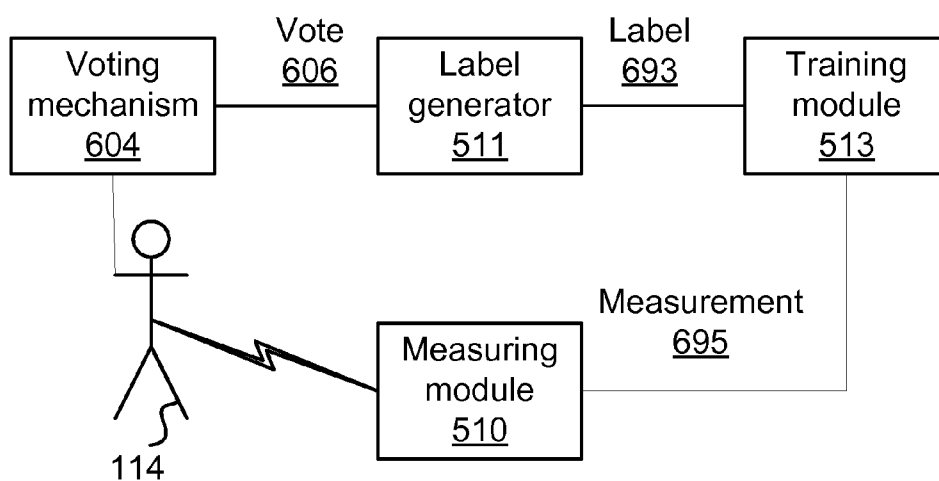 Voting
mechanism
604
Vote
606
Label
generator
511
Label
693
Training
module
513
Measurement
695
Measuring
module
510
114